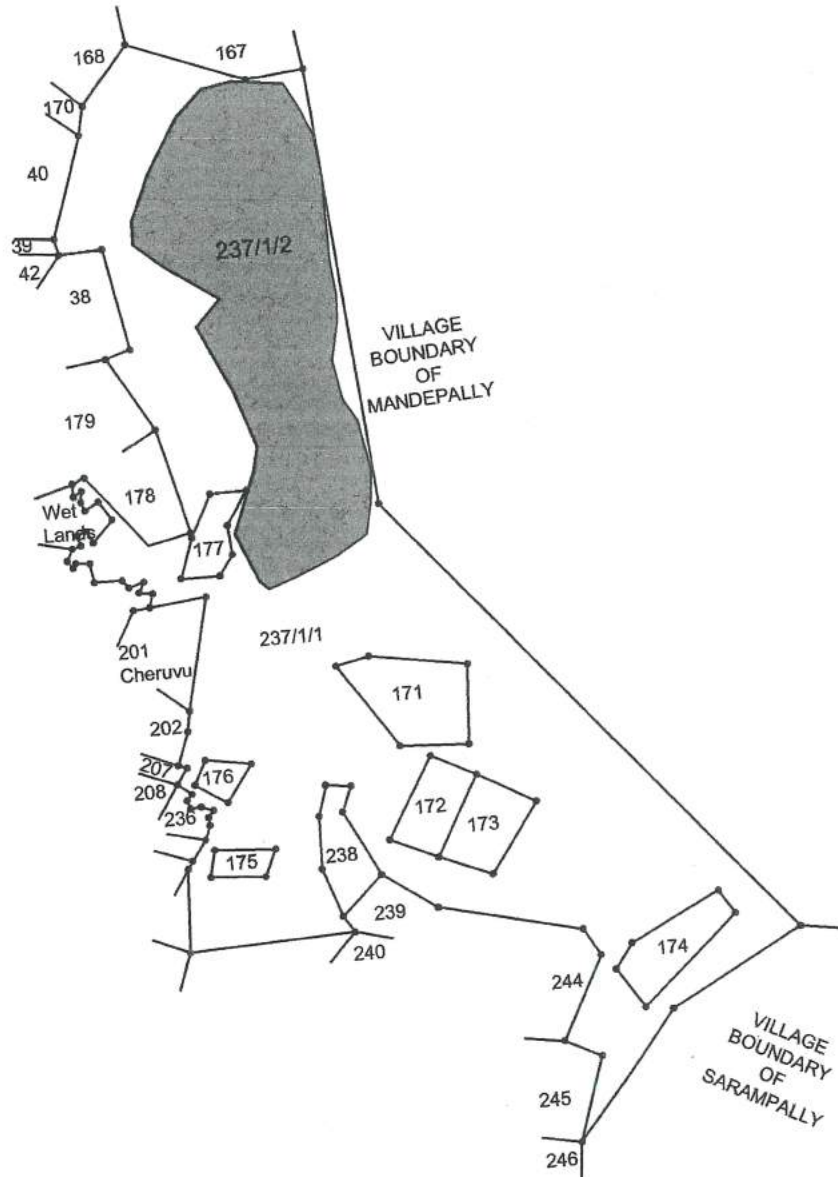 167
168
170
40
237/1/2
39
42
38
VILLAGE
BOUNDARY
OF
MANDEPALLY
179
178
Wet
Lands
177
237/1/1
201
Cheruvu
171
202
207
208
176
236
172
173
175
238
239
240
174
244
VILLAGE
BOUNDARY
OF
SARAMPALLY
245
246